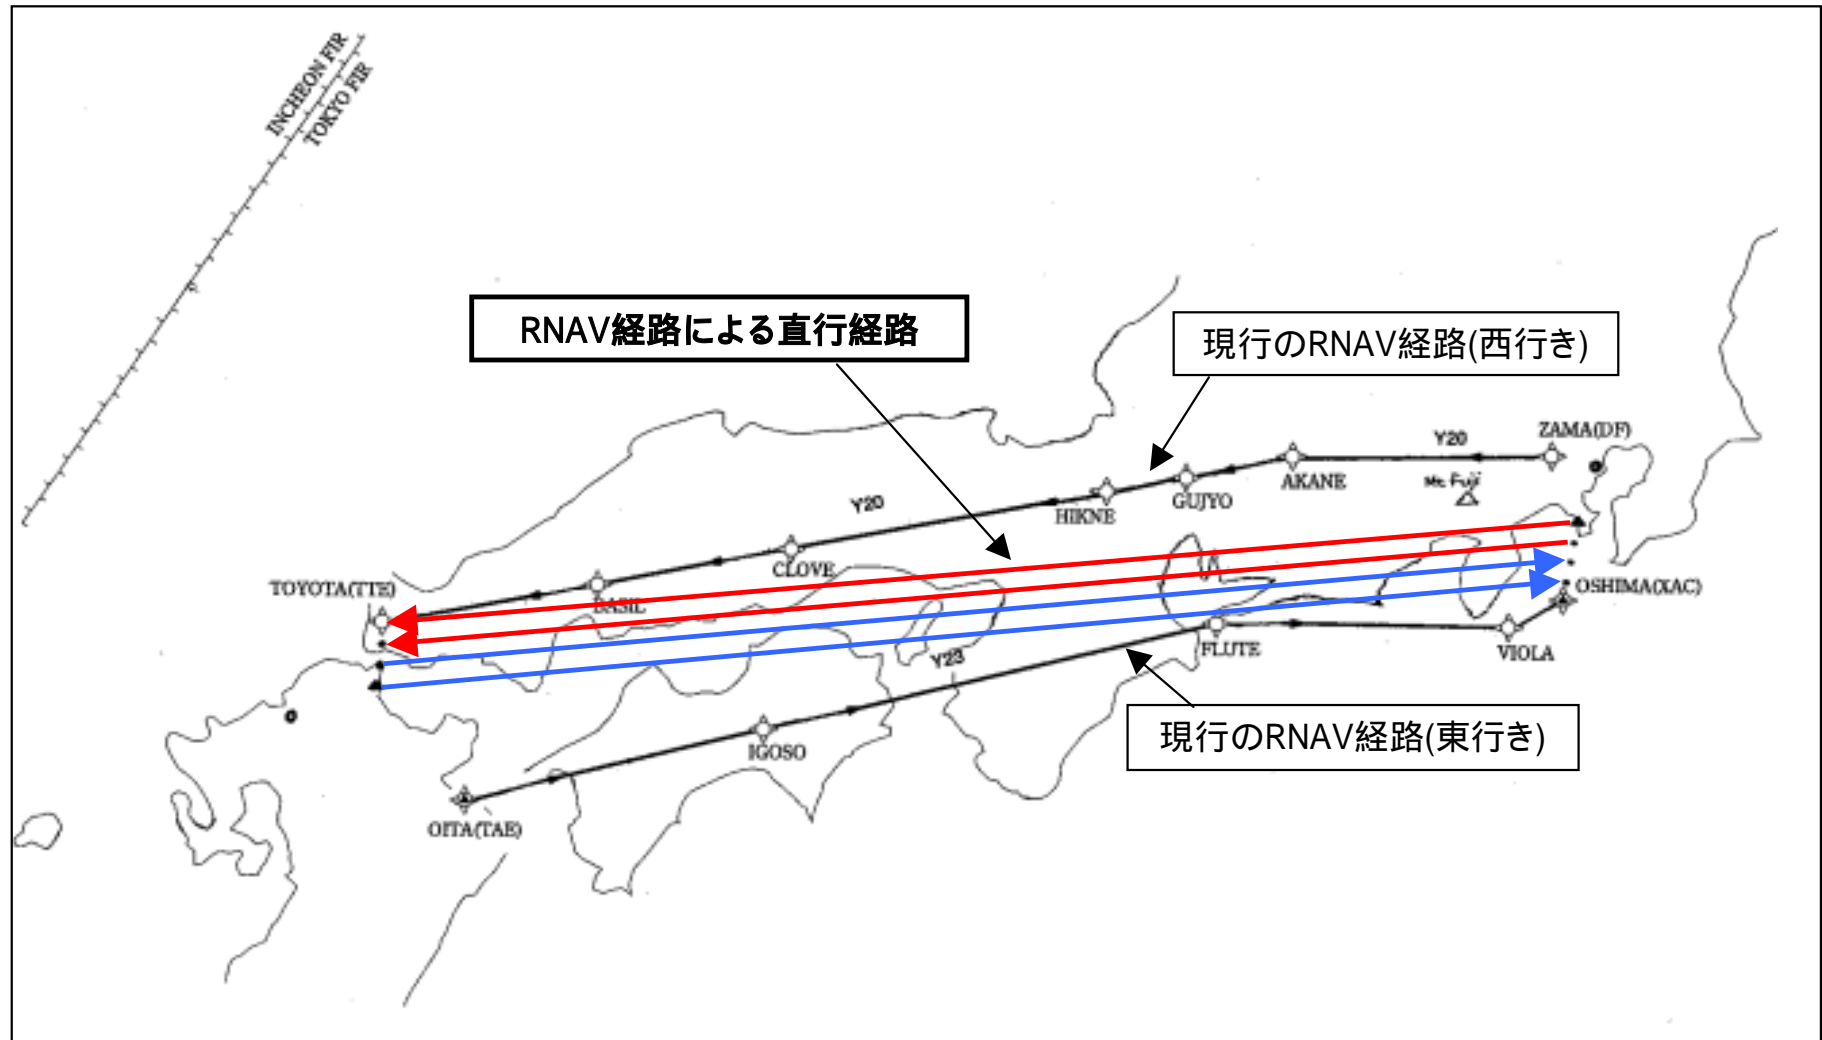 INCHEON FIR
TOKYO FIR
RNAV経路による直行経路
現行のRNAV経路(西行き)
ZAMA(DF)
Y20
AKANE
Mt. Fuji
GUJYO
HIKNE
Y20
CLOVE
BASIL
TOYOTA(TTE)
OSHIMA(XAC)
FLUTE
VIOLA
Y23
現行のRNAV経路(東行き)
IGOSO
OITA(TAE)